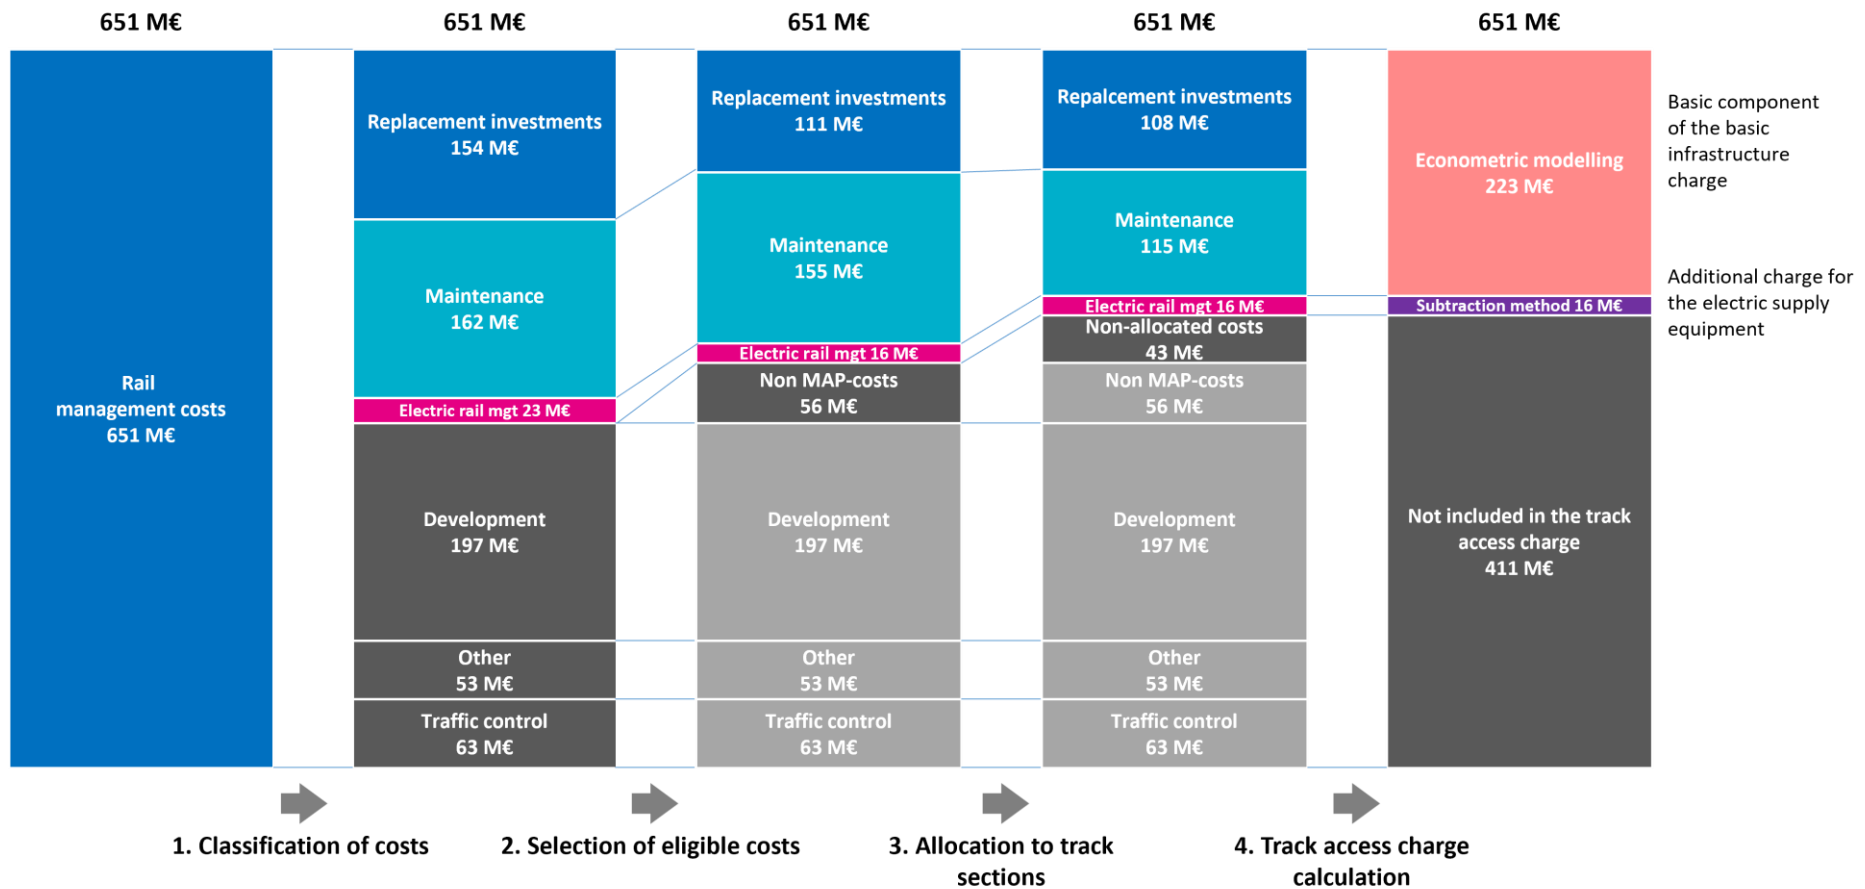 651 M€
651 M€
651 M€
651 M€
651 M€
Rail
management costs
651 M€
Replacement investments
154 M€
Maintenance
162 M€
Electric rail mgt 23 M€
Development
197 M€
Other
53 M€
Traffic control
63 M€
Replacement investments
111 M€
Maintenance
155 M€
Electric rail mgt 16 M€
Non MAP-costs
56 M€
Development
197 M€
Other
53 M€
Traffic control
63 M€
Repalcement investments
108 M€
Maintenance
115 M€
Electric rail mgt 16 M€
Non-allocated costs
43 M€
Non MAP-costs
56 M€
Development
197 M€
Other
53 M€
Traffic control
63 M€
Econometric modelling
223 M€
Subtraction method 16 M€
Not included in the track
access charge
411 M€
Basic component
of the basic
infrastructure
charge
Additional charge for
the electric supply
equipment
1. Classification of costs
2. Selection of eligible costs
3. Allocation to track
sections
4. Track access charge
calculation